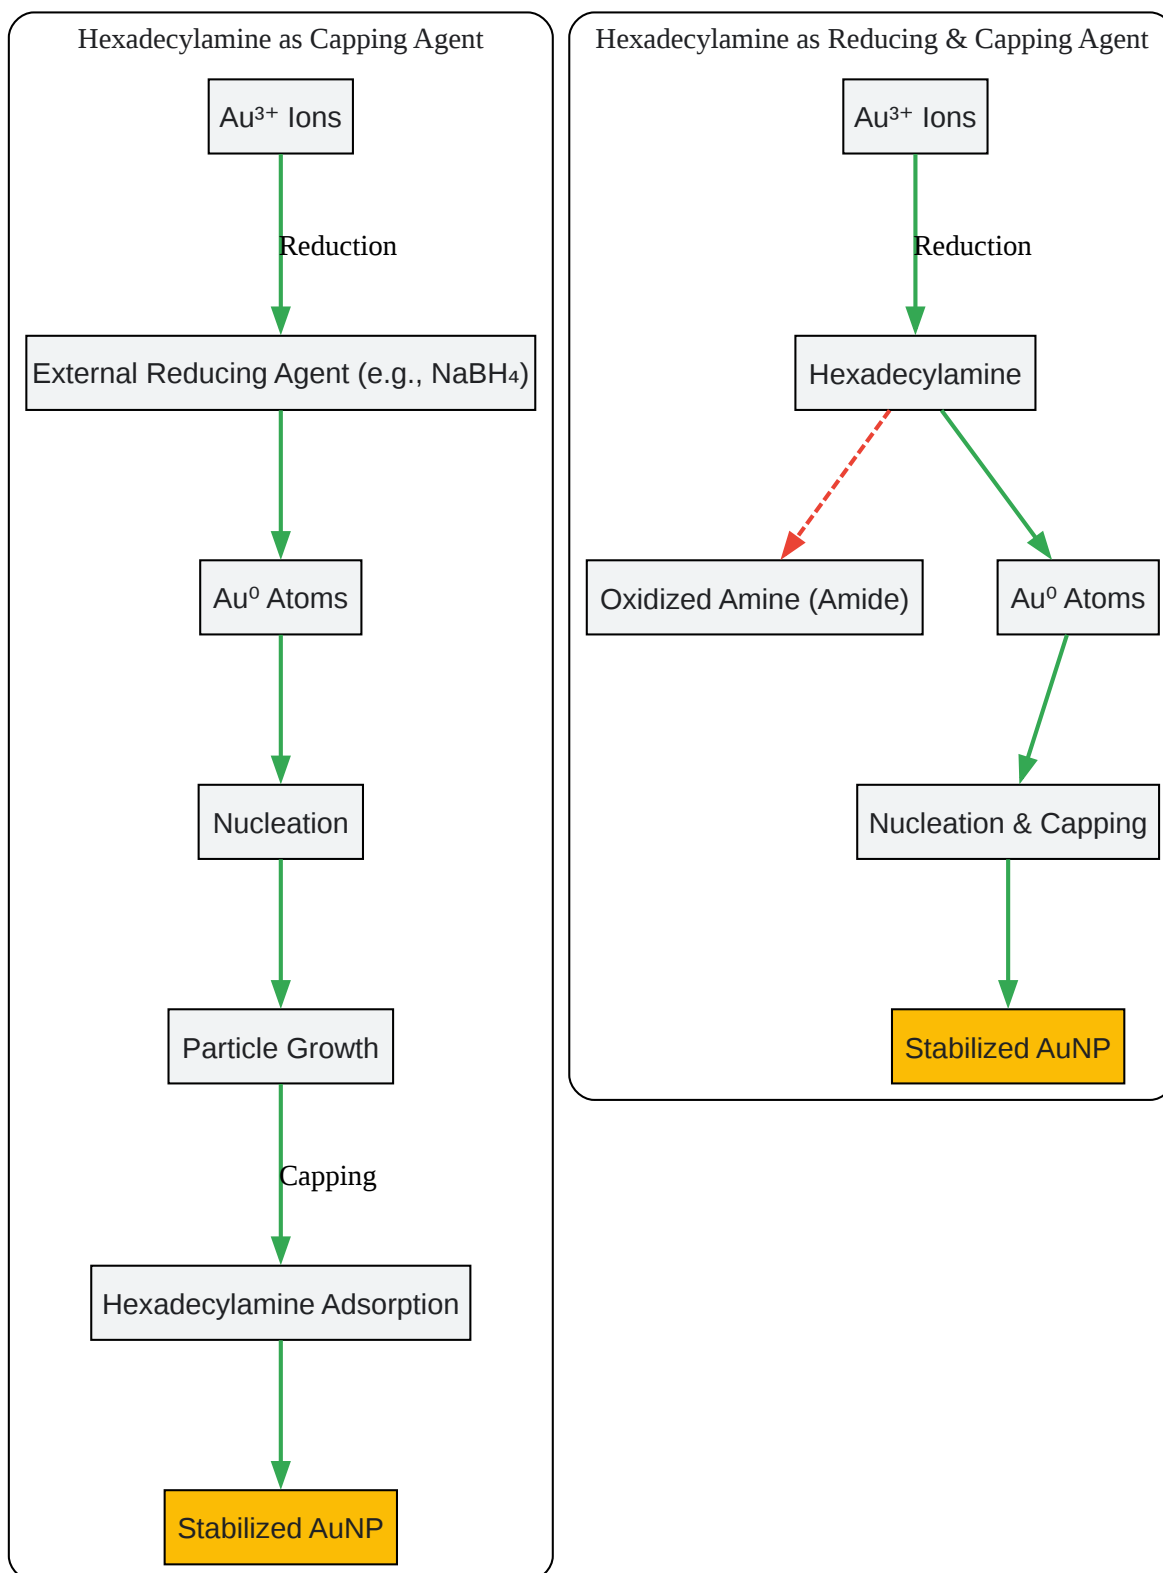 Hexadecylamine as Capping Agent
Au³⁺ Ions
Reduction
External Reducing Agent (e.g., NaBH₄)
Au⁰ Atoms
Nucleation
Particle Growth
Capping
Hexadecylamine Adsorption
Stabilized AuNP
Hexadecylamine as Reducing & Capping Agent
Au³⁺ Ions
Reduction
Hexadecylamine
Oxidized Amine (Amide)
Au⁰ Atoms
Nucleation & Capping
Stabilized AuNP